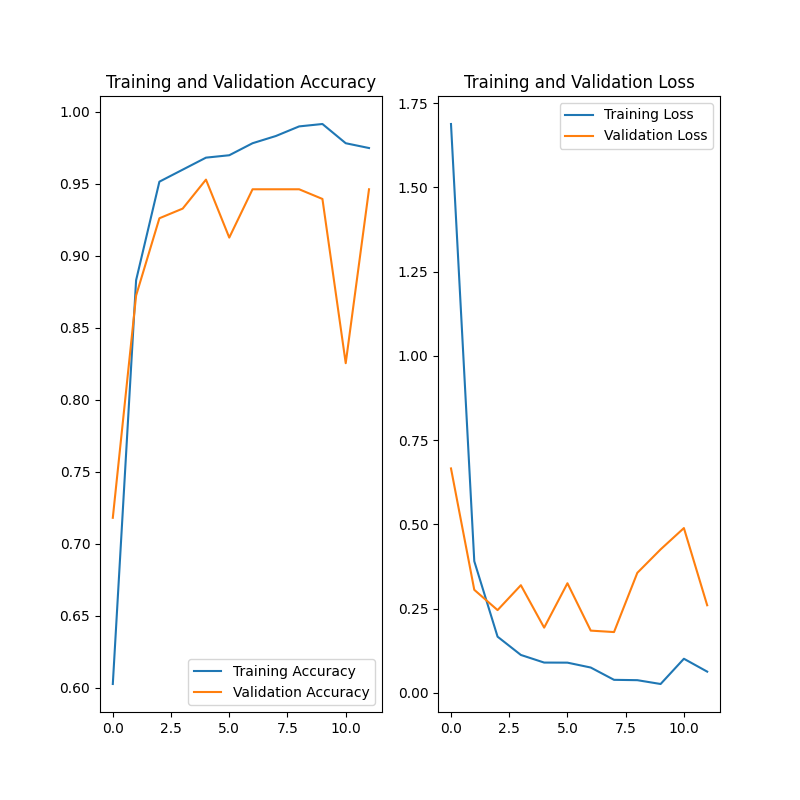 Training and Validation Accuracy
1.00
0.95
0.90
0.85
0.80
0.75
0.70
0.65
0.60
0.0 2.5 5.0 7.5 10.0
Training Accuracy
Validation Accuracy
Training and Validation Loss
1.75
1.50
1.25
1.00
0.75
0.50
0.25
0.00
0.0 2.5 5.0 7.5 10.0
Training Loss
Validation Loss